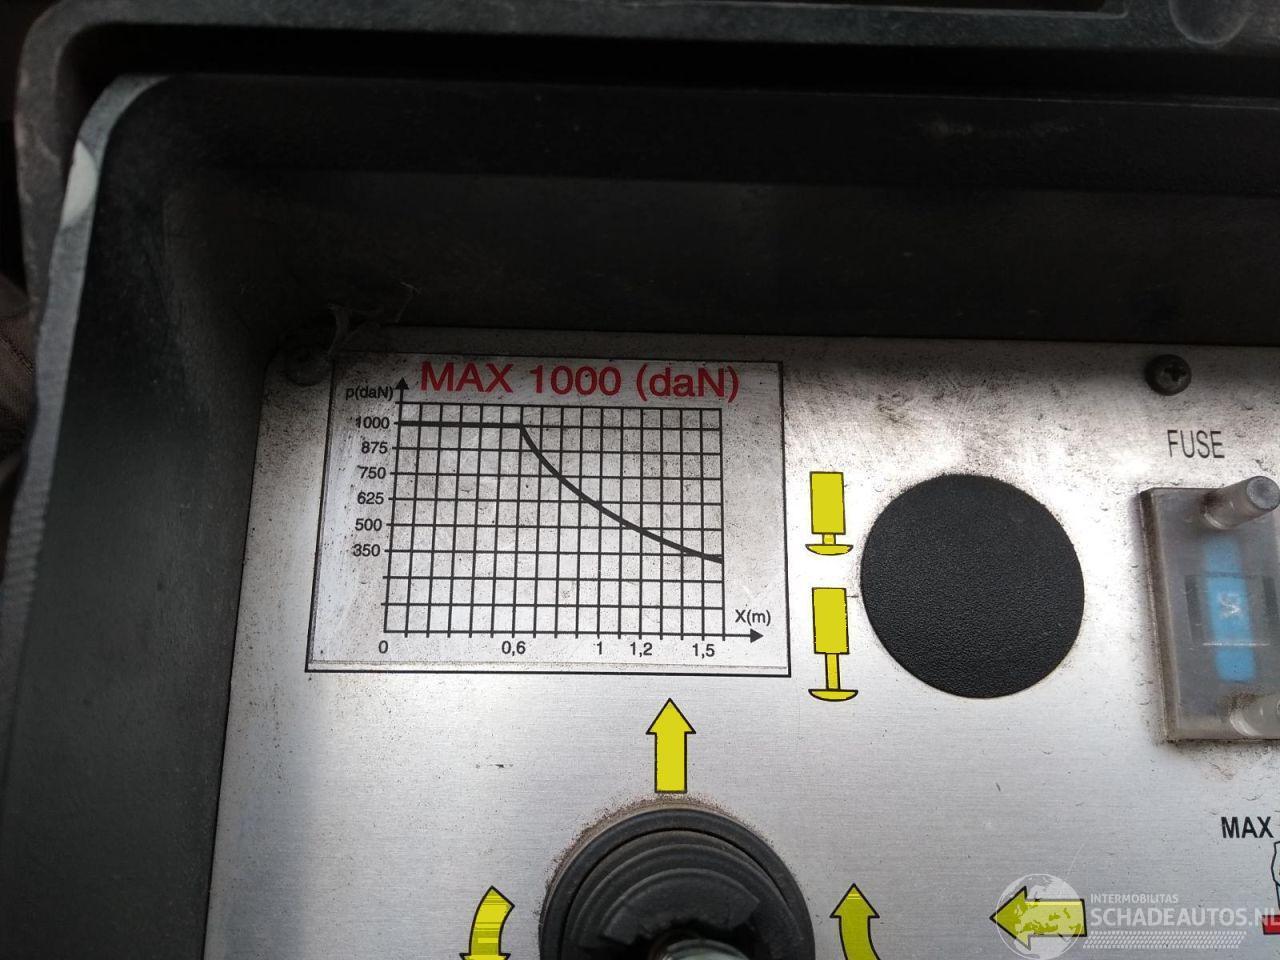 MAX 1000 (daN)
p(daN)
1000
875
750
625
500
350
X(m)
0 0,6 1 1,2 1,5
FUSE
MAX
INTERMOBILITAS
SCHADEAUTOS.NL